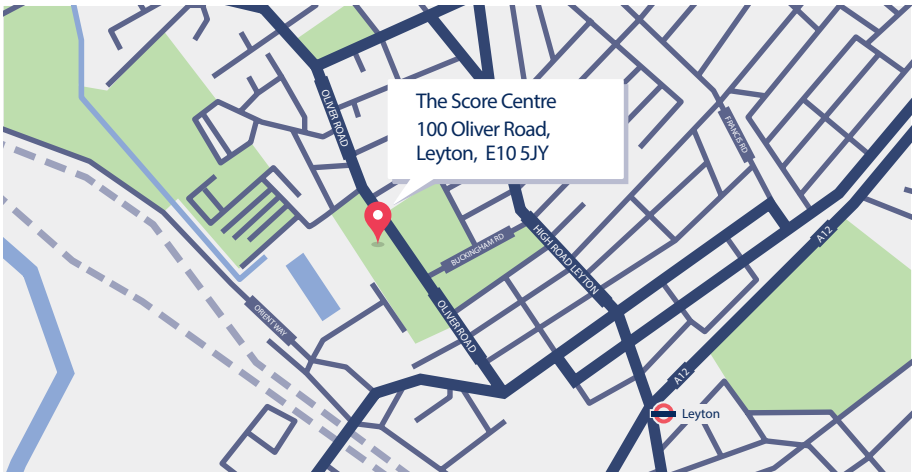 OLIVER ROAD
The Score Centre
100 Oliver Road,
Leyton, E10 5JY
FRANCIS RD
BUCKINGHAM RD
HIGH ROAD LEYTON
A12
ORIENT WAY
OLIVER ROAD
A12
Leyton